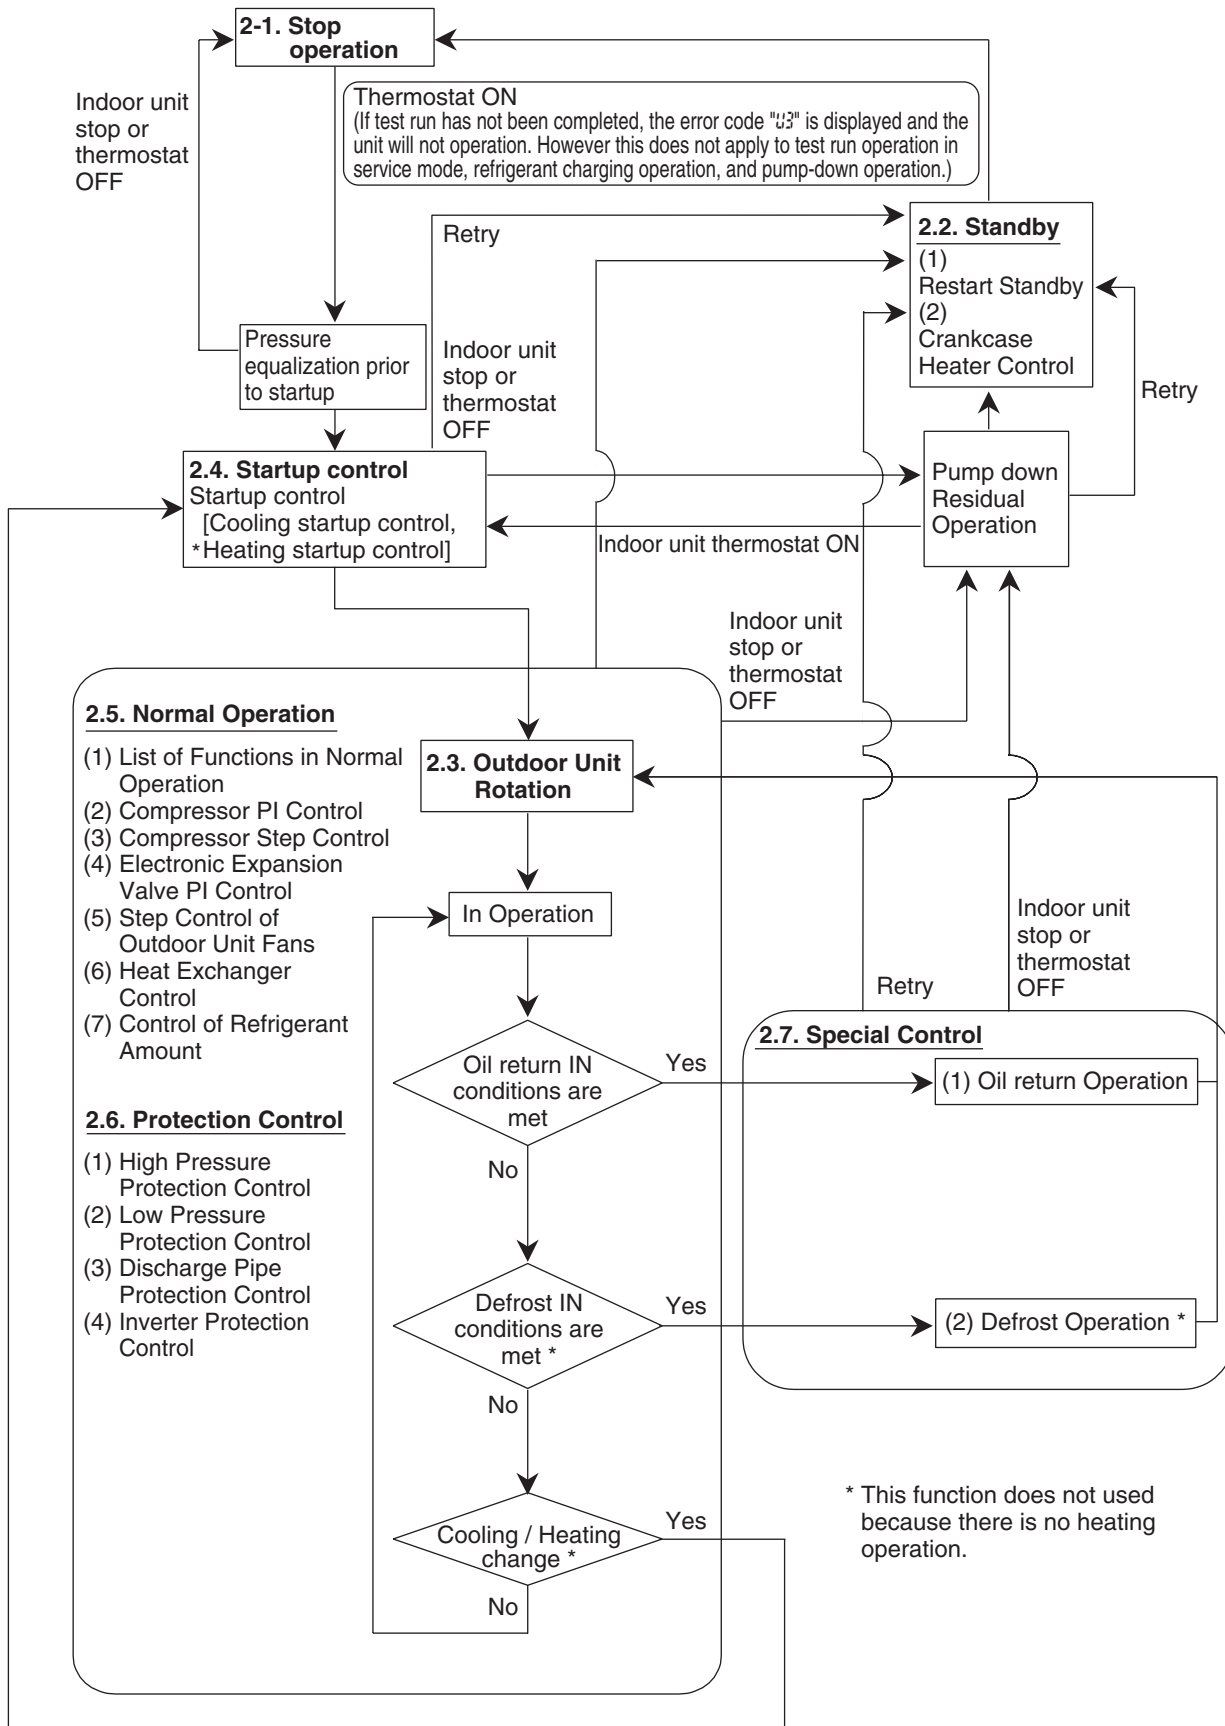 2-1. Stop
operation
Indoor unit
stop or
thermostat
OFF
Thermostat ON
(If test run has not been completed, the error code "U3" is displayed and the
unit will not operation. However this does not apply to test run operation in
service mode, refrigerant charging operation, and pump-down operation.)
Retry
2.2. Standby
(1)
Restart Standby
(2)
Crankcase
Heater Control
Pressure
equalization prior
to startup
Indoor unit
stop or
thermostat
OFF
Retry
2.4. Startup control
Startup control
[Cooling startup control,
*Heating startup control]
Pump down
Residual
Operation
Indoor unit thermostat ON
Indoor unit
stop or
thermostat
OFF
2.5. Normal Operation
(1) List of Functions in Normal
Operation
(2) Compressor PI Control
(3) Compressor Step Control
(4) Electronic Expansion
Valve PI Control
(5) Step Control of
Outdoor Unit Fans
(6) Heat Exchanger
Control
(7) Control of Refrigerant
Amount
2.6. Protection Control
(1) High Pressure
Protection Control
(2) Low Pressure
Protection Control
(3) Discharge Pipe
Protection Control
(4) Inverter Protection
Control
2.3. Outdoor Unit
Rotation
In Operation
Oil return IN
conditions are
met
Yes
No
Defrost IN
conditions are
met *
Yes
No
Cooling / Heating
change *
Yes
No
Retry
Indoor unit
stop or
thermostat
OFF
2.7. Special Control
(1) Oil return Operation
(2) Defrost Operation *
* This function does not used
because there is no heating
operation.